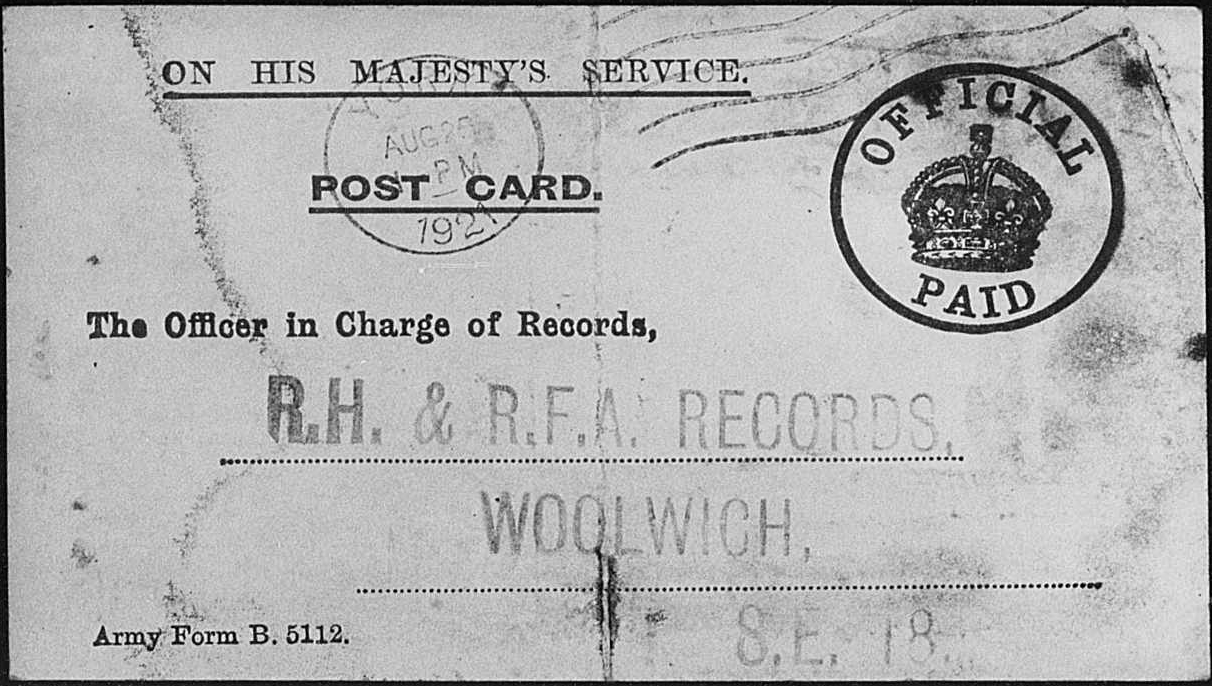 ON HIS MAJESTY'S SERVICE.
AUG 25
PM
1921
POST CARD.
OFFICIAL
PAID
The Officer in Charge of Records,
R.H. & R.F.A. RECORDS.
WOOLWICH,
S.E. 18.
Army Form B. 5112.